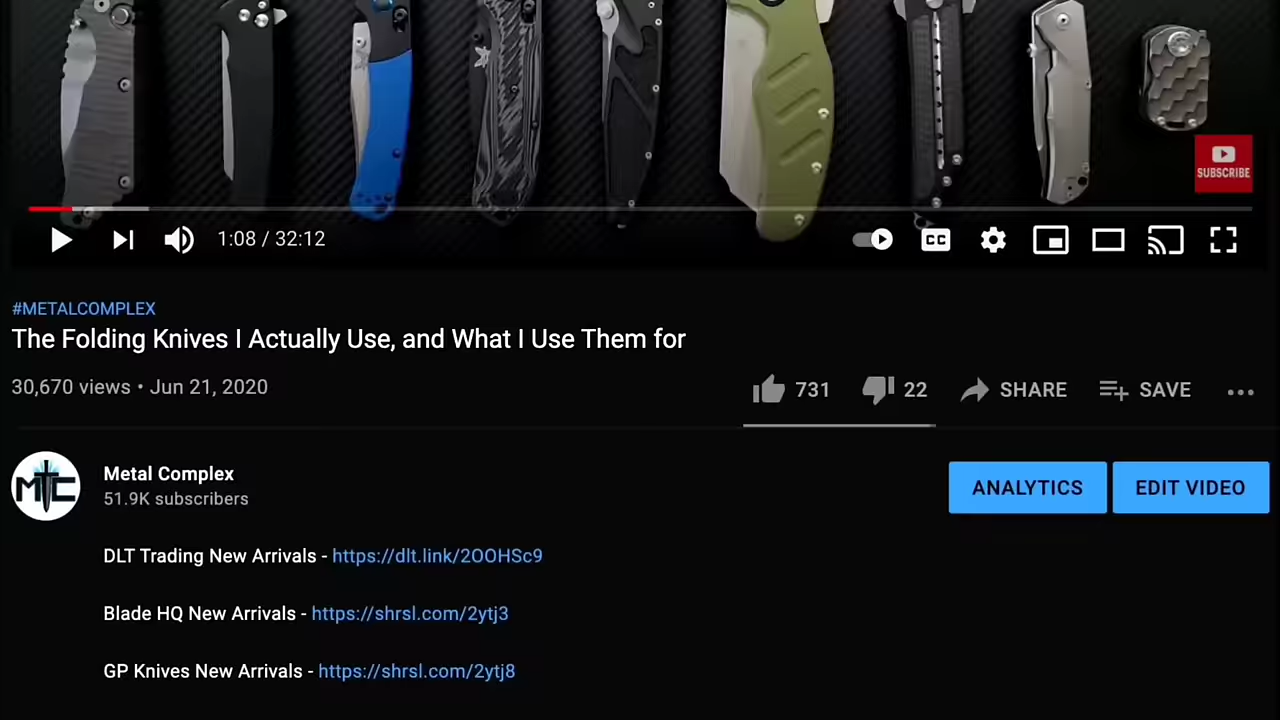 SUBSCRIBE
1:08 / 32:12
CC
#METALCOMPLEX
The Folding Knives I Actually Use, and What I Use Them for
30,670 views • Jun 21, 2020
731
22
SHARE
SAVE
MTC
Metal Complex
51.9K subscribers
ANALYTICS
EDIT VIDEO
DLT Trading New Arrivals - https://dlt.link/2OOHSc9
Blade HQ New Arrivals - https://shrsl.com/2ytj3
GP Knives New Arrivals - https://shrsl.com/2ytj8